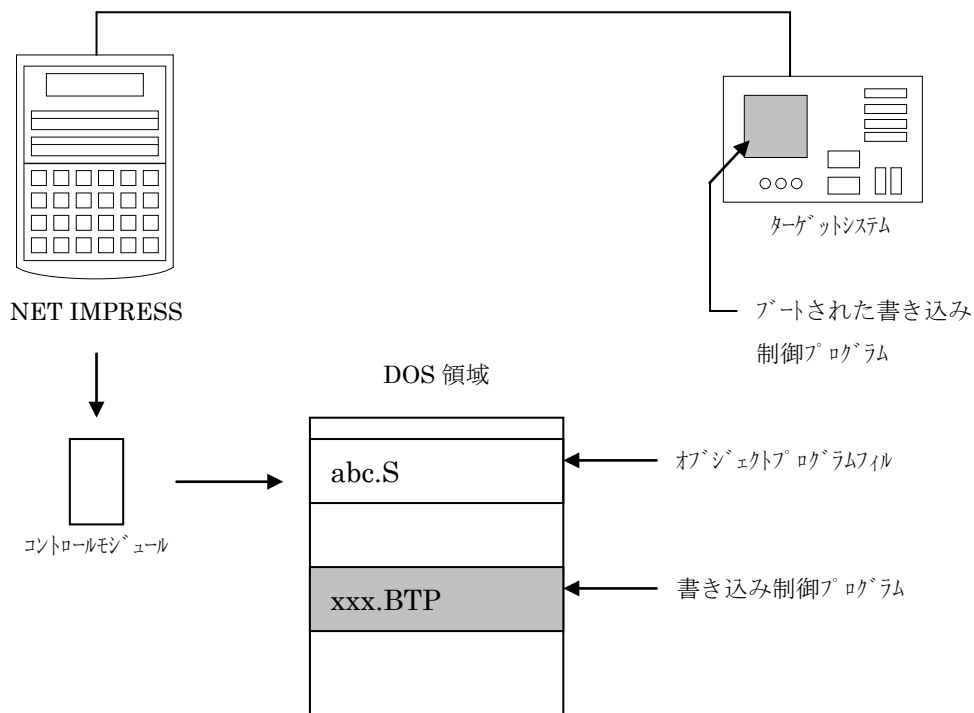 ﾀｰｹﾞｯﾄｼｽﾃﾑ
NET IMPRESS
ﾌﾞｰﾄされた書き込み
制御ﾌﾟﾛｸﾞﾗﾑ
DOS 領域
abc.S
ｵﾌﾞｼﾞｪｸﾄﾌﾟﾛｸﾞﾗﾑﾌｧｲﾙ
ｺﾝﾄﾛｰﾙﾓｼﾞｭｰﾙ
xxx.BTP
書き込み制御ﾌﾟﾛｸﾞﾗﾑ